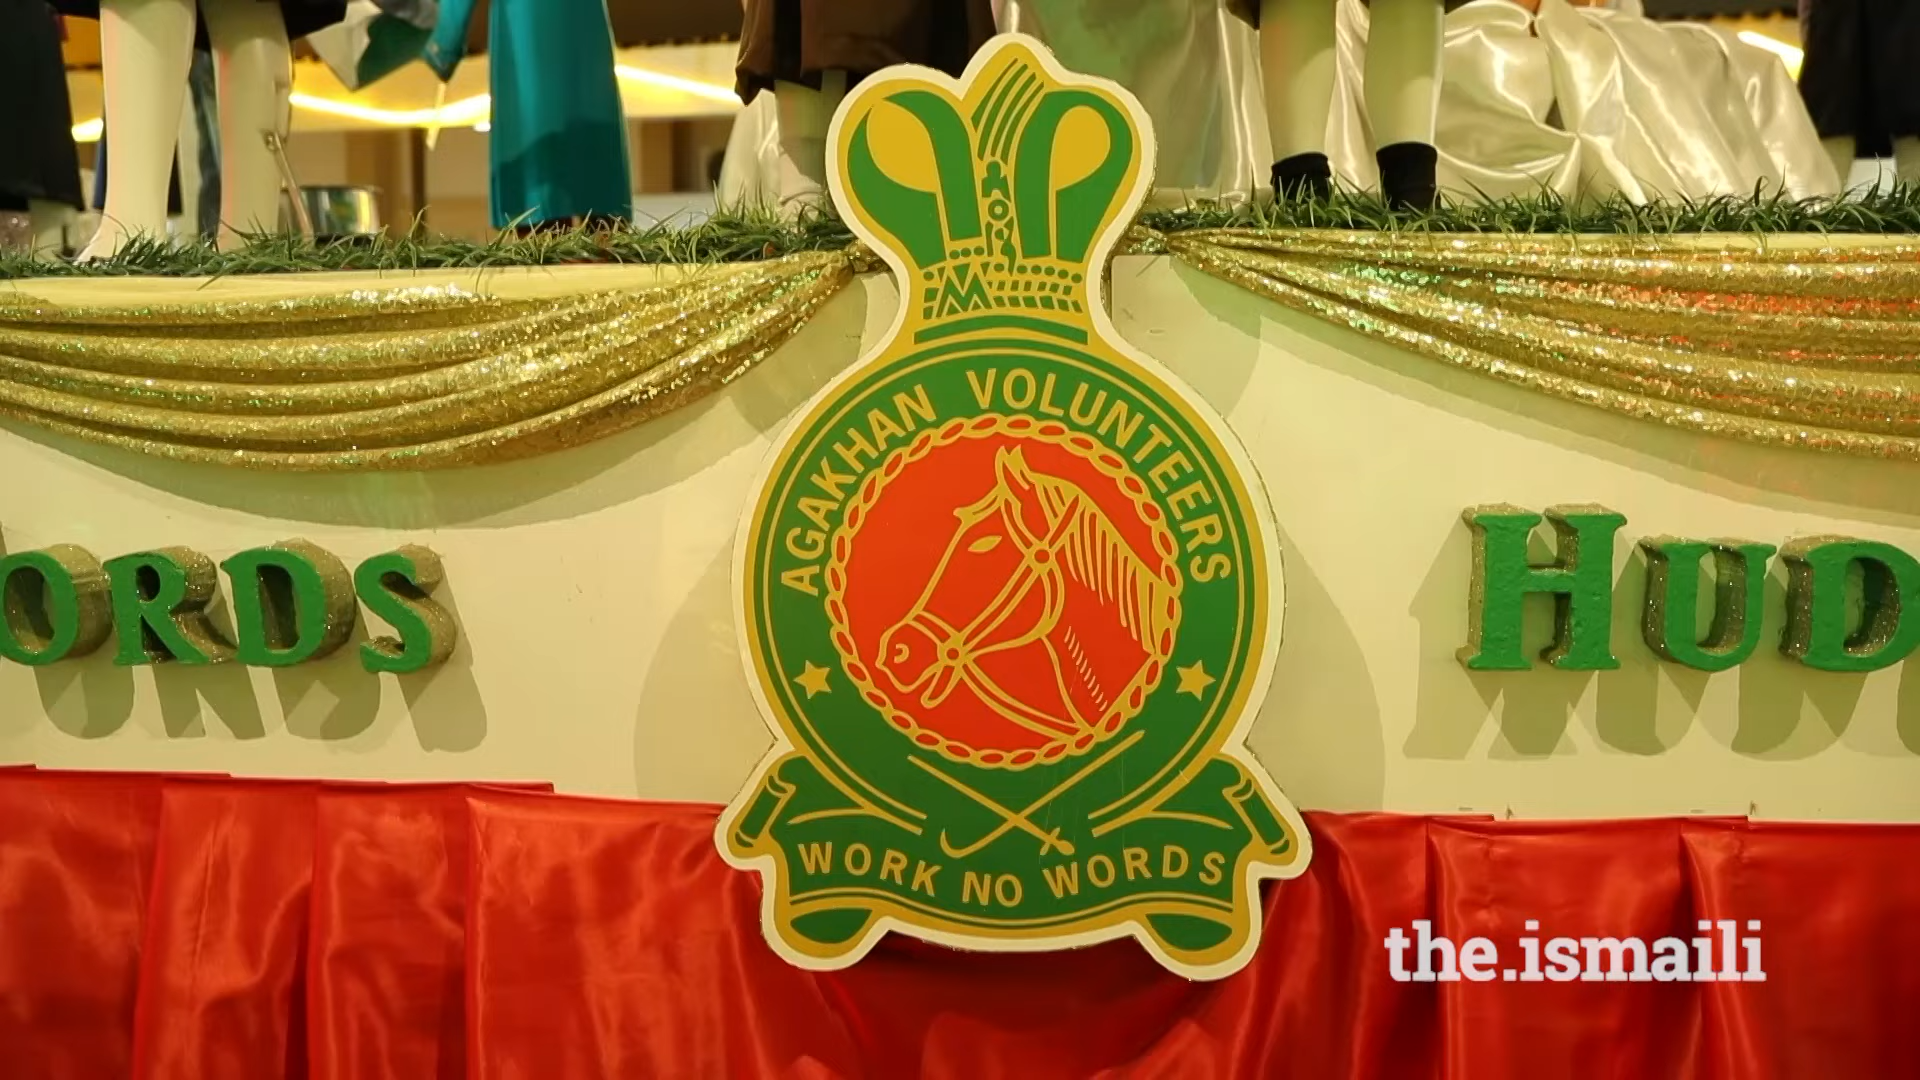 AGAKHAN VOLUNTEERS
ORDS
HUD
WORK NO WORDS
the.ismaili